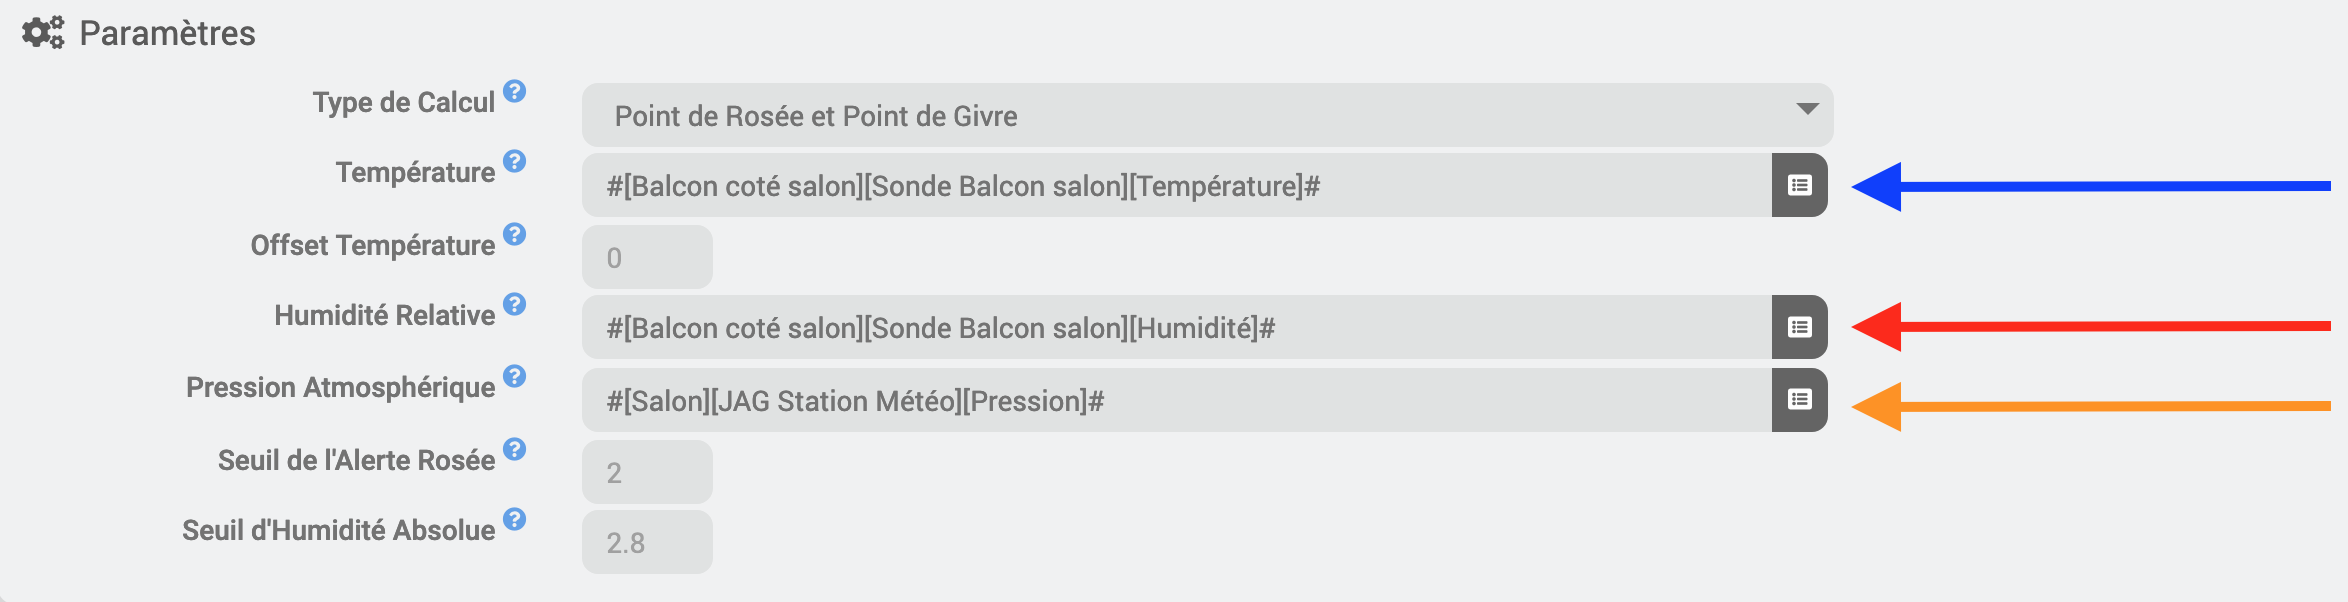 Paramètres
Type de Calcul ? Point de Rosée et Point de Givre
Température ? #[Balcon coté salon][Sonde Balcon salon][Température]#
Offset Température ? 0
Humidité Relative ? #[Balcon coté salon][Sonde Balcon salon][Humidité]#
Pression Atmosphérique ? #[Salon][JAG Station Météo][Pression]#
Seuil de l'Alerte Rosée ? 2
Seuil d'Humidité Absolue ? 2.8